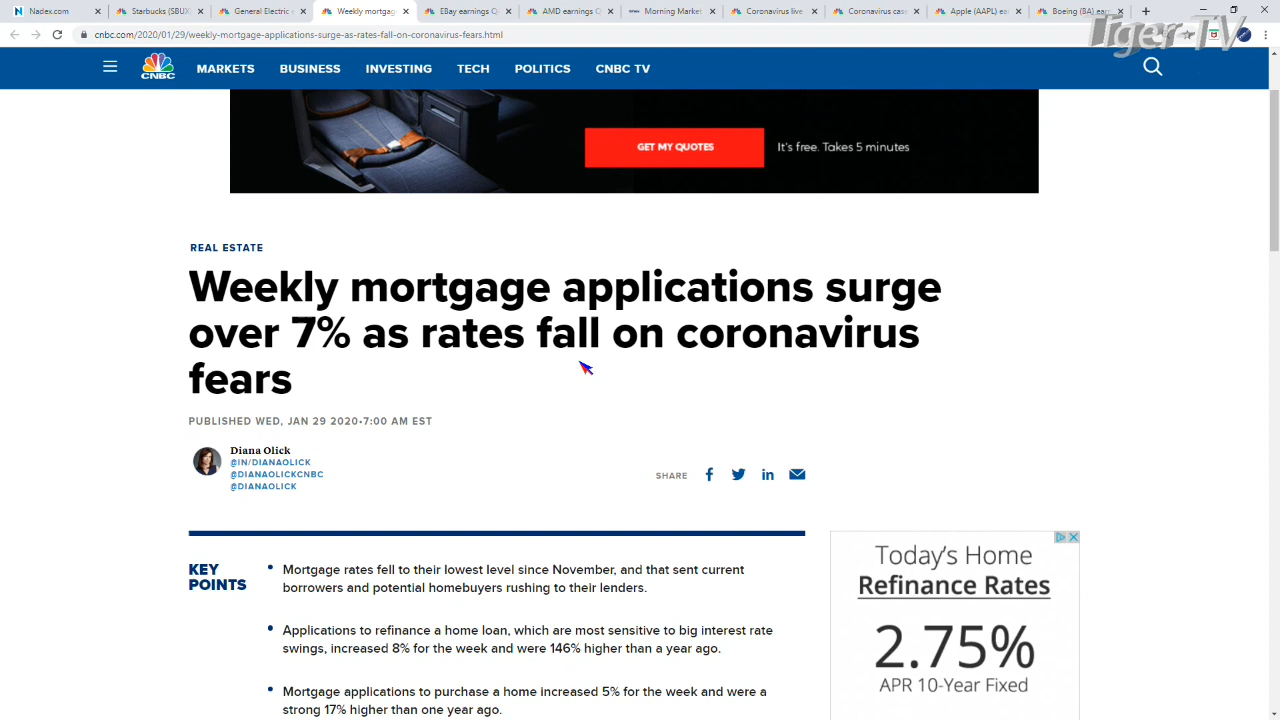 Nadex.com
Starbucks (SBUX)
General Electric
Weekly mortgage
EBay earnings Q
AMD earnings
Morning Market
Coronavirus live
Coronavirus case
Apple (AAPL) ea
Boeing (BA) earn
cnbc.com/2020/01/29/weekly-mortgage-applications-surge-as-rates-fall-on-coronavirus-fears.html
Tiger-TV
CNBC
MARKETS BUSINESS INVESTING TECH POLITICS CNBC TV
GET MY QUOTES
It's free. Takes 5 minutes
REAL ESTATE
Weekly mortgage applications surge
over 7% as rates fall on coronavirus
fears
PUBLISHED WED, JAN 29 2020•7:00 AM EST
Diana Olick
@IN/DIANAOLICK
@DIANAOLICKCNBC
@DIANAOLICK
SHARE
KEY
POINTS
Mortgage rates fell to their lowest level since November, and that sent current
borrowers and potential homebuyers rushing to their lenders.
Applications to refinance a home loan, which are most sensitive to big interest rate
swings, increased 8% for the week and were 146% higher than a year ago.
Mortgage applications to purchase a home increased 5% for the week and were a
strong 17% higher than one year ago.
Today's Home
Refinance Rates
2.75%
APR 10-Year Fixed